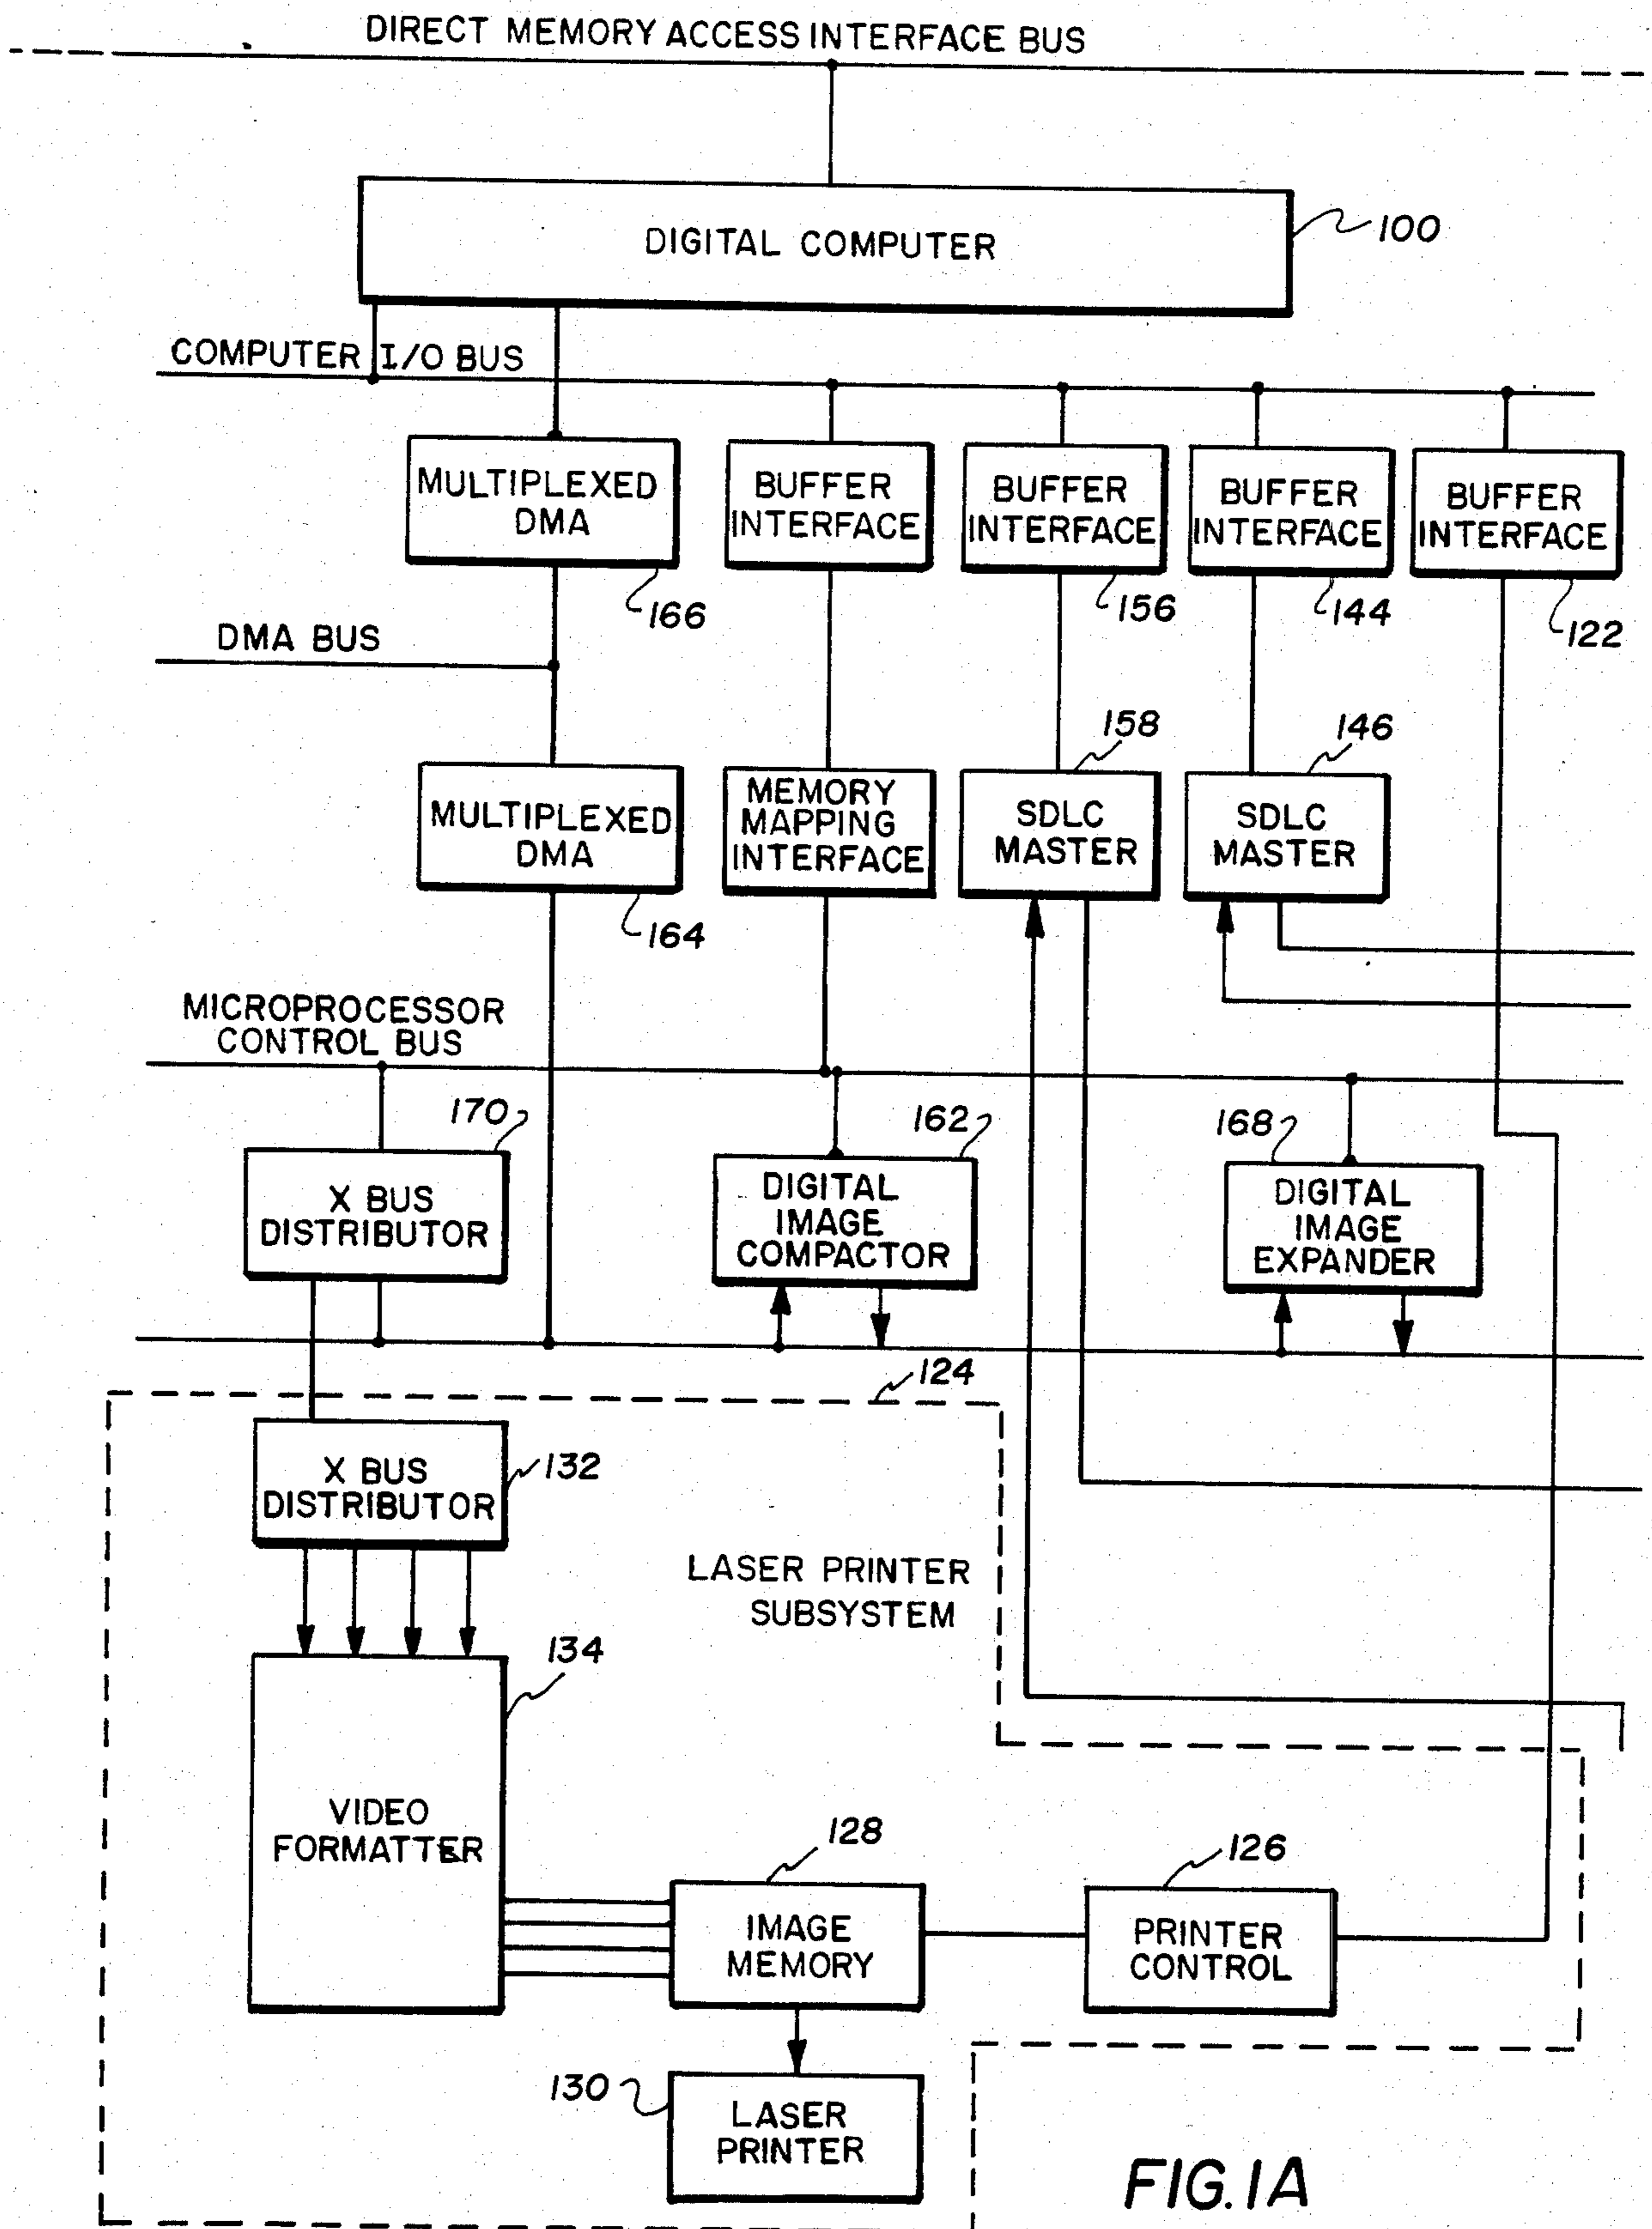 DIRECT MEMORY ACCESS INTERFACE BUS
DIGITAL COMPUTER
100
COMPUTER I/O BUS
MULTIPLEXED
DMA
166
BUFFER
INTERFACE
BUFFER
INTERFACE
156
BUFFER
INTERFACE
144
BUFFER
INTERFACE
122
DMA BUS
MULTIPLEXED
DMA
164
MEMORY
MAPPING
INTERFACE
158
SDLC
MASTER
146
SDLC
MASTER
MICROPROCESSOR
CONTROL BUS
170
X BUS
DISTRIBUTOR
162
DIGITAL
IMAGE
COMPACTOR
168
DIGITAL
IMAGE
EXPANDER
124
X BUS
DISTRIBUTOR
132
LASER PRINTER
SUBSYSTEM
134
VIDEO
FORMATTER
128
IMAGE
MEMORY
126
PRINTER
CONTROL
130
LASER
PRINTER
FIG. 1A